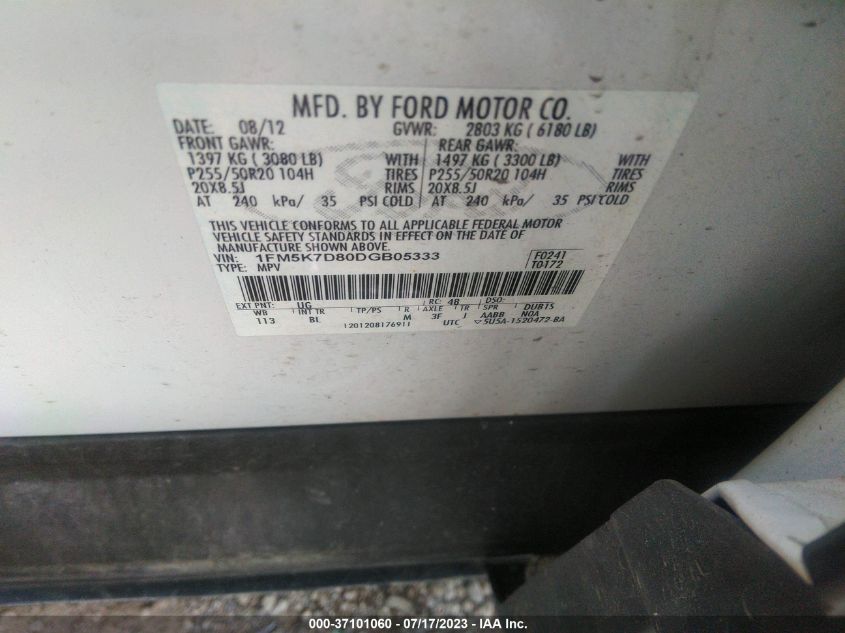 MFD. BY FORD MOTOR CO.
DATE: 08/12 GVWR: 2803 KG ( 6180 LB)
FRONT GAWR: REAR GAWR:
1397 KG ( 3080 LB) WITH 1497 KG ( 3300 LB) WITH
P255/50R20 104H TIRES P255/50R20 104H TIRES
20X8.5J RIMS 20X8.5J RIMS
AT 240 kPa/ 35 PSI COLD AT 240 kPa/ 35 PSI COLD
THIS VEHICLE CONFORMS TO ALL APPLICABLE FEDERAL MOTOR
VEHICLE SAFETY STANDARDS IN EFFECT ON THE DATE OF
MANUFACTURE SHOWN ABOVE.
VIN: 1FM5K7D80DGB05333 F0241
TYPE: MPV T0172
EXT PNT: UG RC: 48 DSO:
WB INT TR TP/PS R AXLE TR SPR DUB15
113 BL M 3F J AABB NOA
1201208176911 UTC 5U5A-1520472-BA
000-37101060 - 07/17/2023 - IAA Inc.